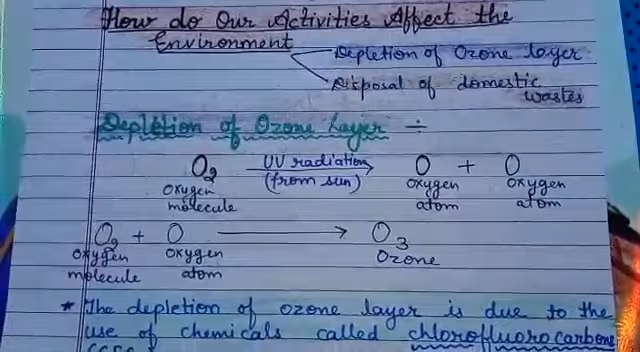 How do Our Activities Affect the
Environment
Depletion of Ozone layer
Disposal of domestic
wastes
Depletion of Ozone Layer ÷
O2 UV radiation (from sun) → O + O
oxygen molecule oxygen atom oxygen atom
O2 + O → O3
oxygen molecule oxygen atom Ozone
* The depletion of ozone layer is due to the
use of chemicals called chlorofluorocarbons